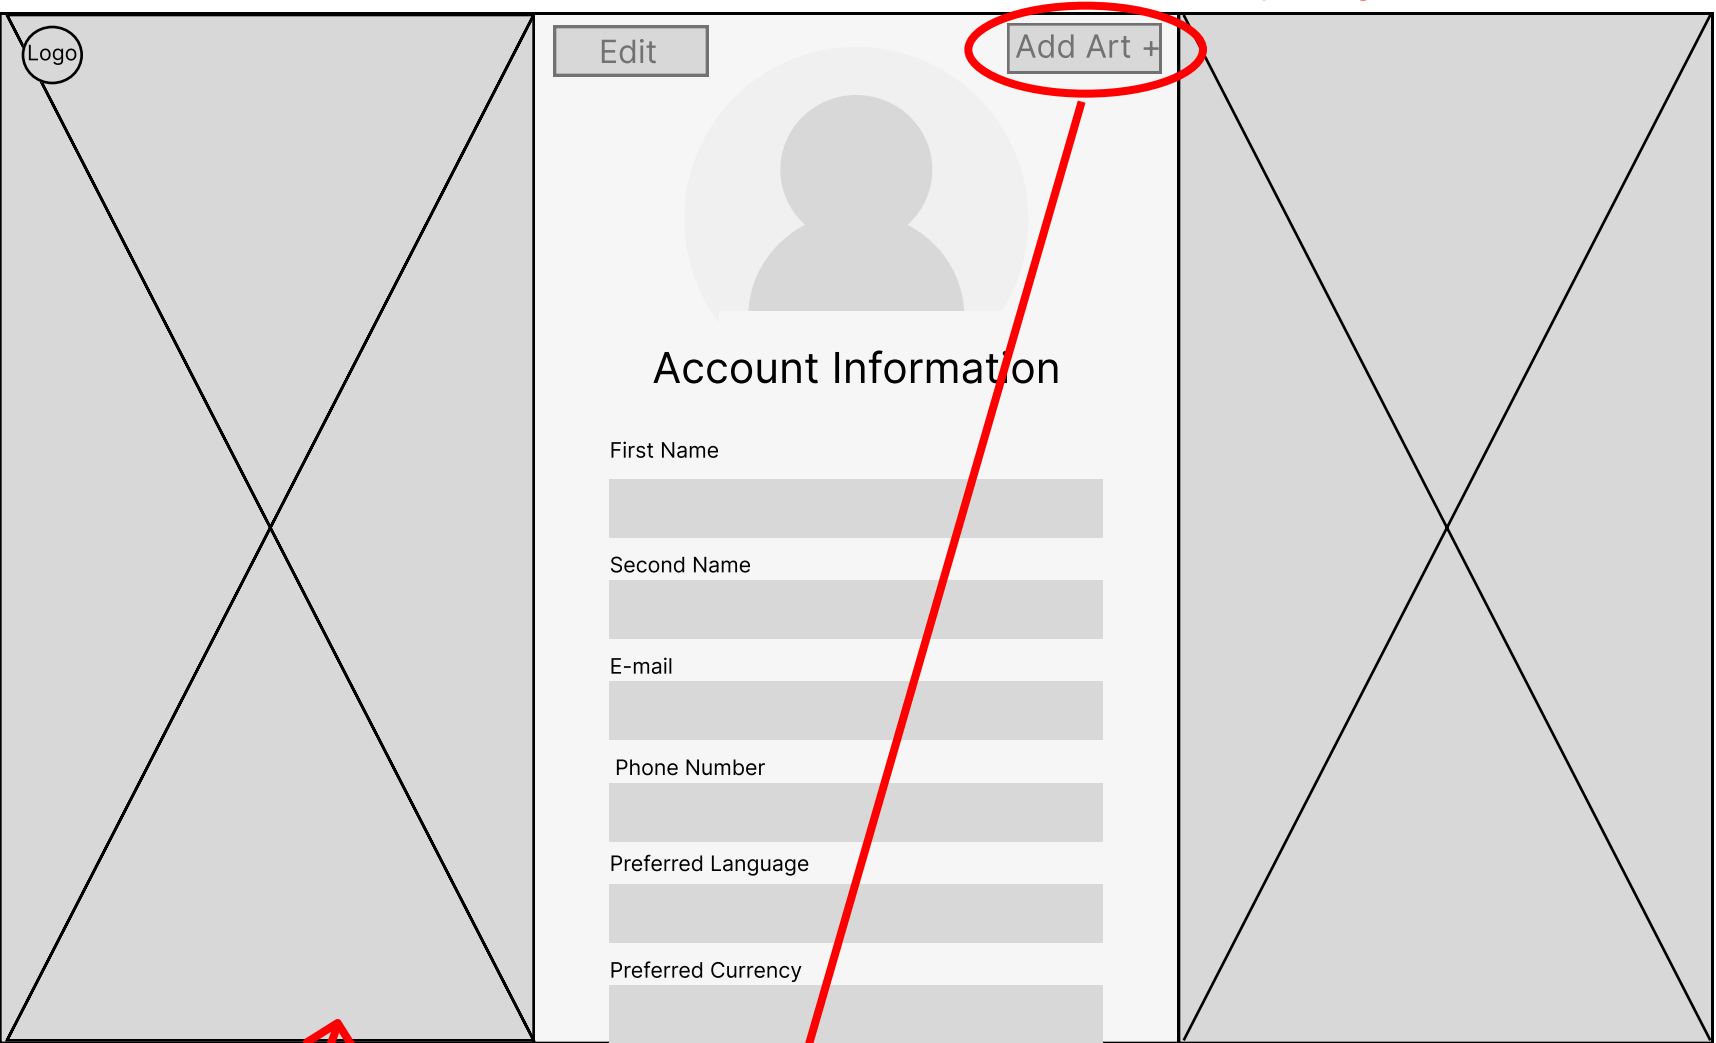 Logo
Edit
Add Art +
Account Information
First Name
Second Name
E-mail
Phone Number
Preferred Language
Preferred Currency